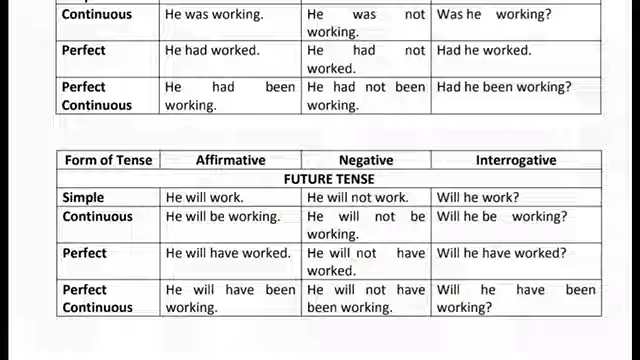 Continuous He was working. He was not Was he working?
working.
Perfect He had worked. He had not Had he worked.
worked.
Perfect He had been He had not been Had he been working?
Continuous working. working.
Form of Tense Affirmative Negative Interrogative
FUTURE TENSE
Simple He will work. He will not work. Will he work?
Continuous He will be working. He will not be Will he be working?
working.
Perfect He will have worked. He will not have Will he have worked?
worked.
Perfect He will have been He will not have Will he have been
Continuous working. been working. working?